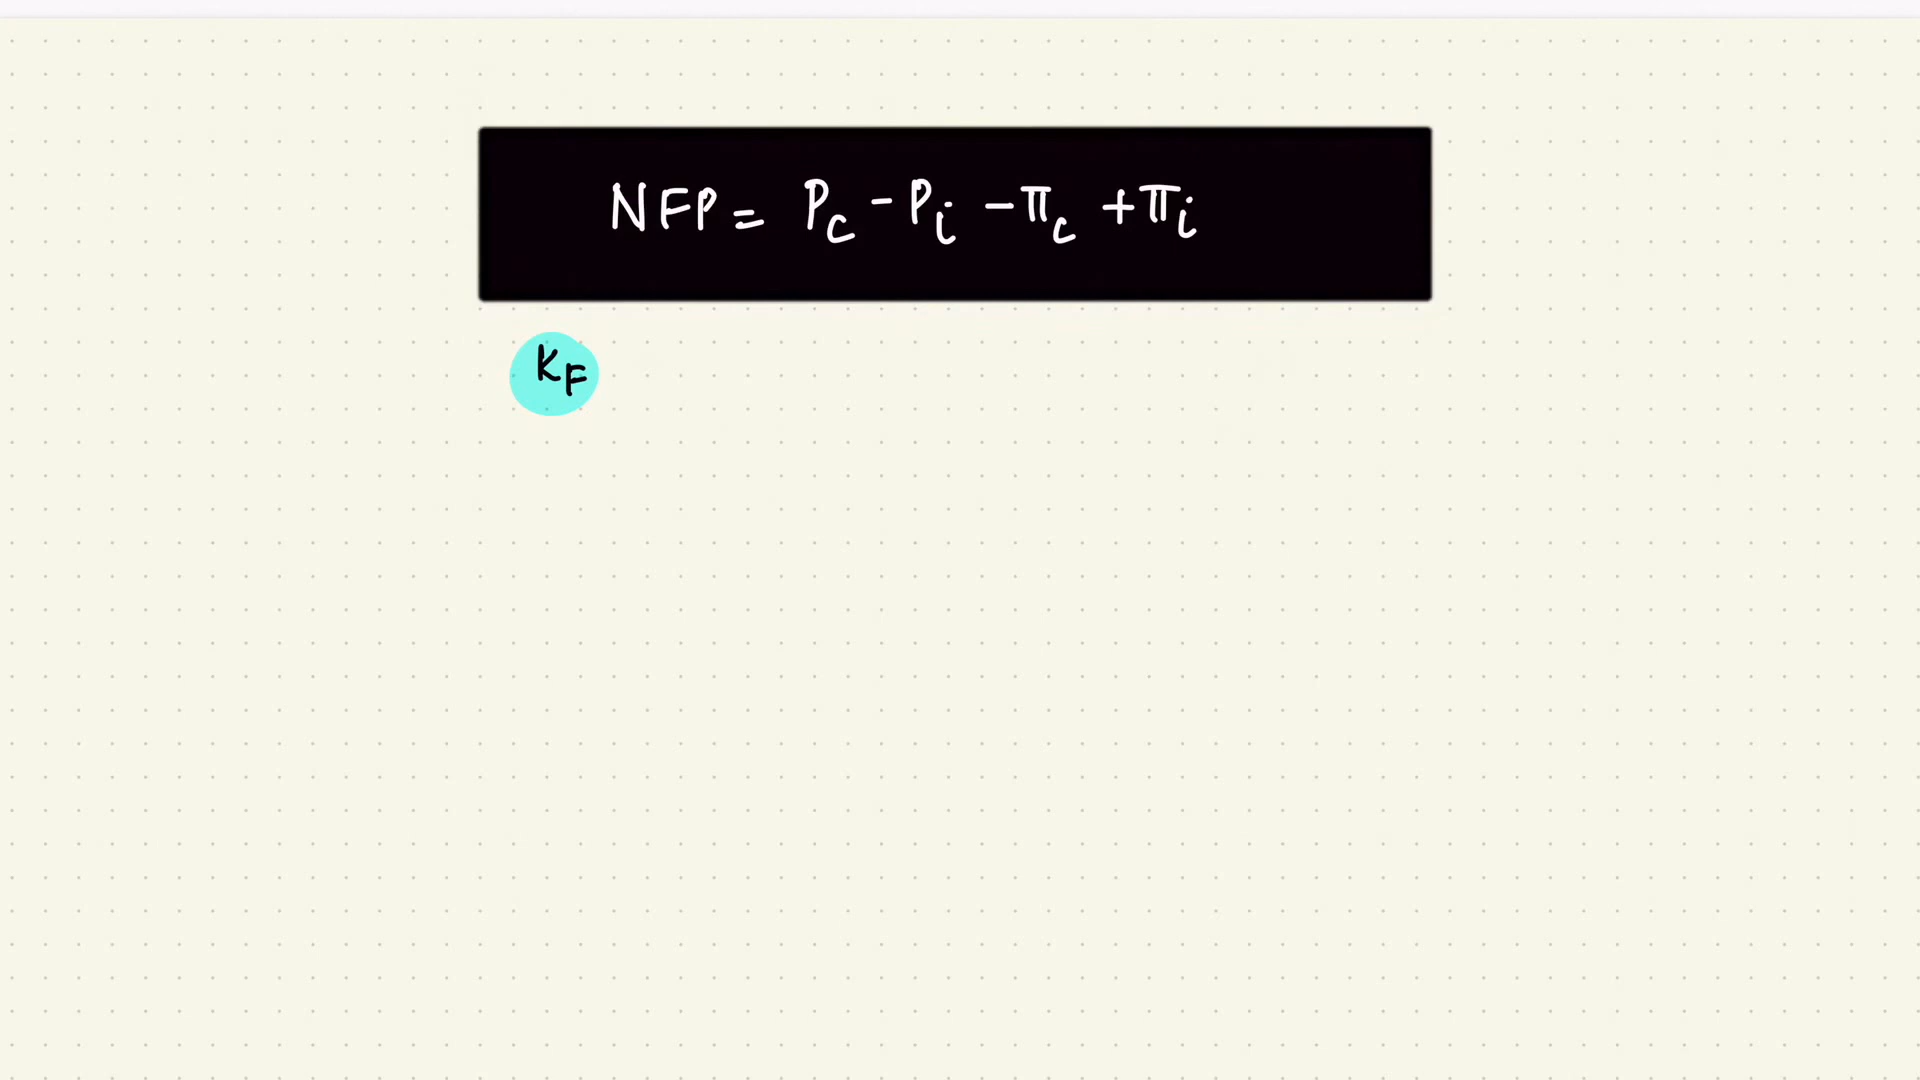 NFP = Pc - Pi - πc + πi
KF